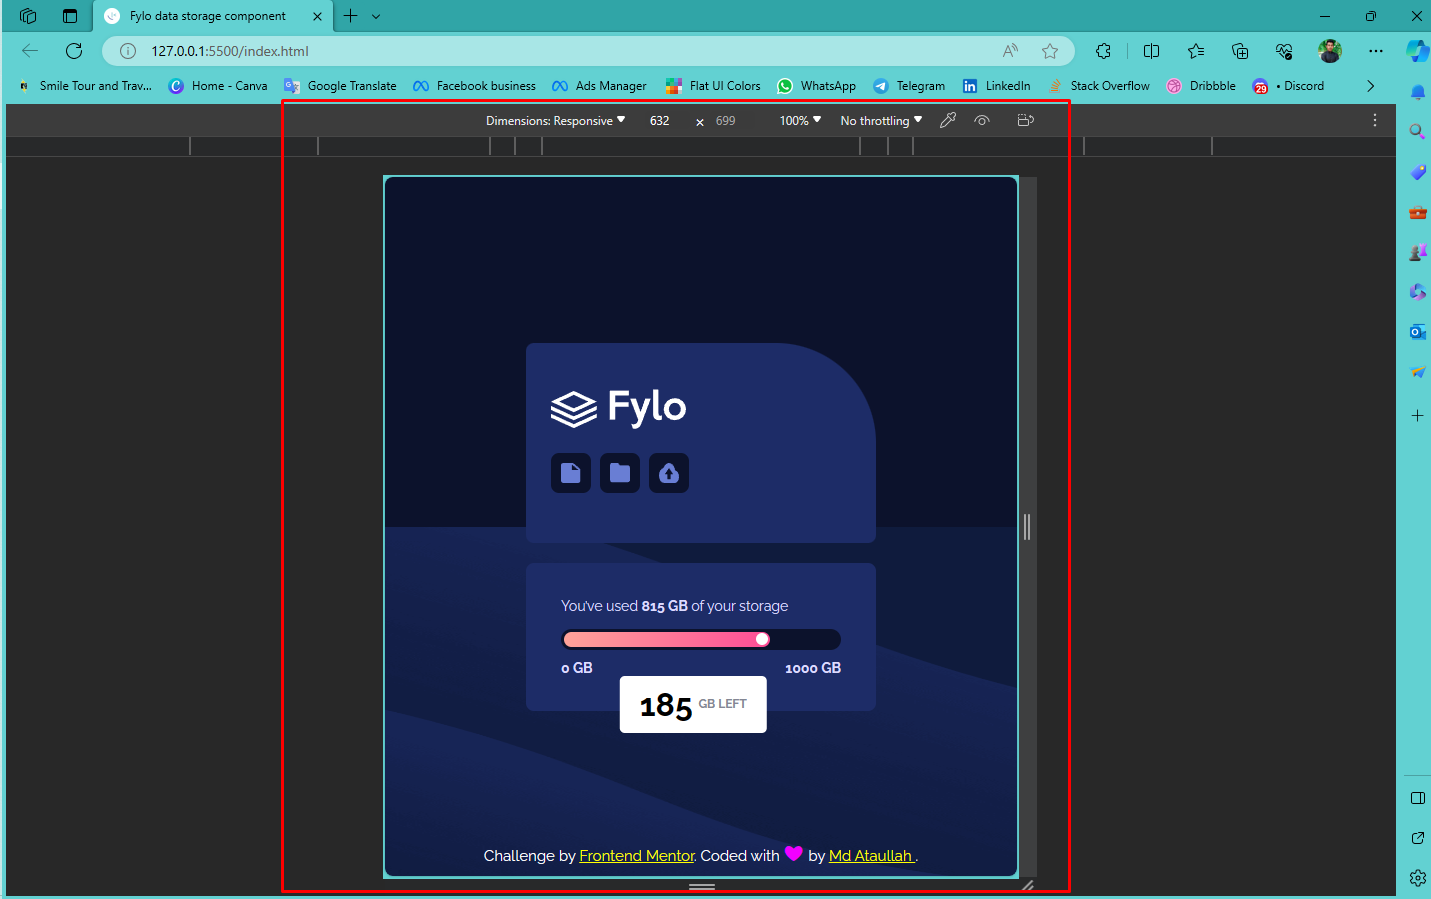 Fylo data storage component
127.0.0.1:5500/index.html
Smile Tour and Trav... Home - Canva Google Translate Facebook business Ads Manager Flat UI Colors WhatsApp Telegram LinkedIn Stack Overflow Dribbble 29 • Discord
Dimensions: Responsive 632 × 699 100% No throttling
Fylo
You've used 815 GB of your storage
0 GB 1000 GB
185 GB LEFT
Challenge by Frontend Mentor. Coded with by Md Ataullah .